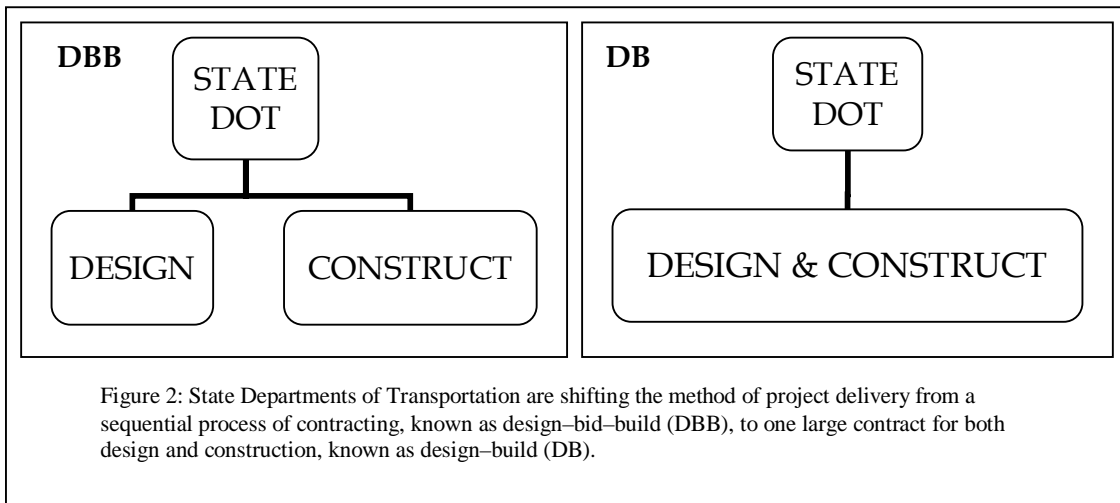 DBB
STATE
DOT
DESIGN
CONSTRUCT
DB
STATE
DOT
DESIGN & CONSTRUCT
Figure 2: State Departments of Transportation are shifting the method of project delivery from a
sequential process of contracting, known as design–bid–build (DBB), to one large contract for both
design and construction, known as design–build (DB).